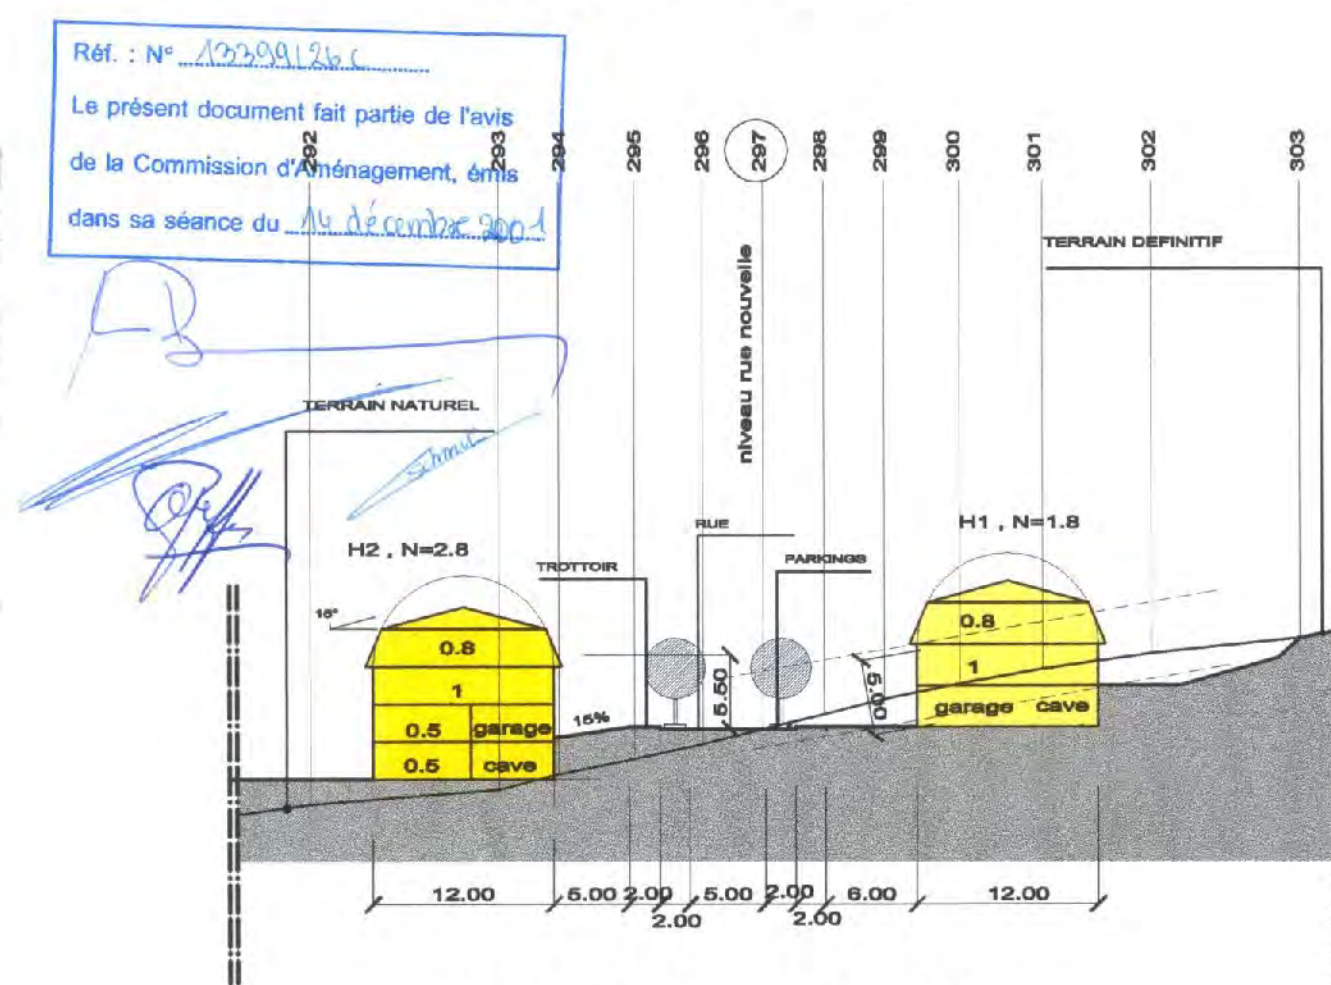 Réf. : N° 13399/26 C
Le présent document fait partie de l'avis
de la Commission d'Aménagement, émis
dans sa séance du 14 décembre 2001
292
293
294
295
296
297
298
299
300
301
302
303
niveau rue nouvelle
TERRAIN DEFINITIF
TERRAIN NATUREL
Schmit
H2 , N=2.8
TROTTOIR
RUE
PARKINGS
H1 , N=1.8
15°
0.8
1
0.5 garage
0.5 cave
15%
5.50
5.00
0.8
1
garage cave
12.00 5.00 2.00 5.00 2.00 6.00 12.00
2.00 2.00